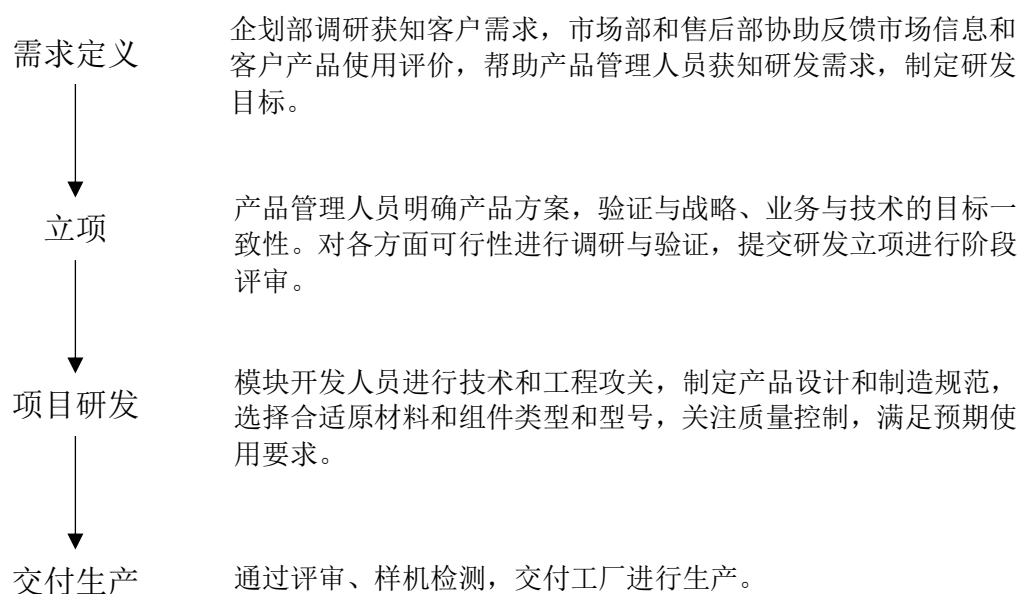 需求定义
企划部调研获知客户需求，市场部和售后部协助反馈市场信息和
客户产品使用评价，帮助产品管理人员获知研发需求，制定研发
目标。
立项
产品管理人员明确产品方案，验证与战略、业务与技术的目标一
致性。对各方面可行性进行调研与验证，提交研发立项进行阶段
评审。
项目研发
模块开发人员进行技术和工程攻关，制定产品设计和制造规范，
选择合适原材料和组件类型和型号，关注质量控制，满足预期使
用要求。
交付生产
通过评审、样机检测，交付工厂进行生产。